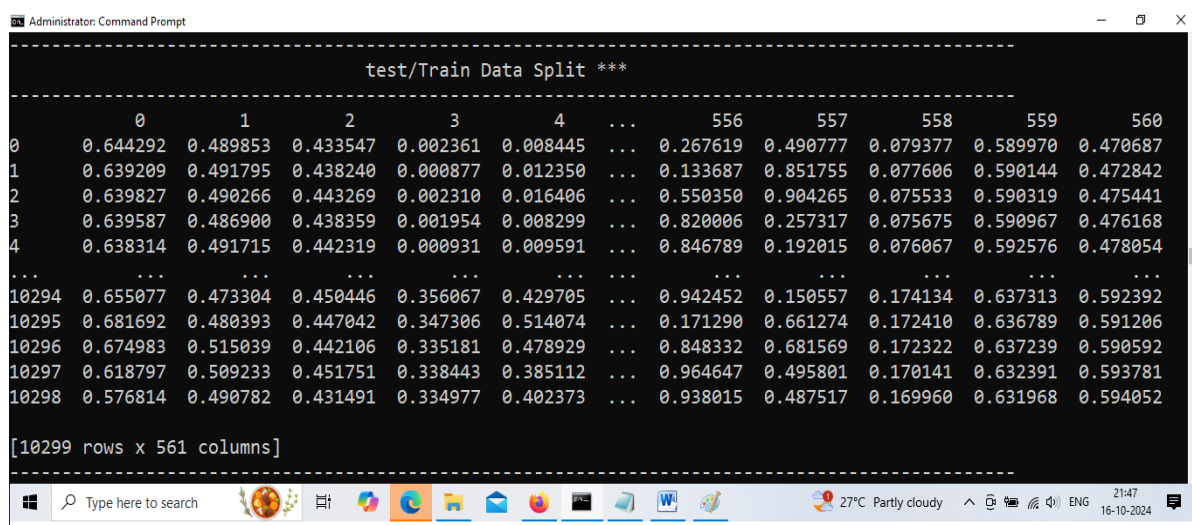 Administrator: Command Prompt
--------------------------------------------------------------------------------------------
test/Train Data Split ***
--------------------------------------------------------------------------------------------
0 1 2 3 4 ... 556 557 558 559 560
0 0.644292 0.489853 0.433547 0.002361 0.008445 ... 0.267619 0.490777 0.079377 0.589970 0.470687
1 0.639209 0.491795 0.438240 0.000877 0.012350 ... 0.133687 0.851755 0.077606 0.590144 0.472842
2 0.639827 0.490266 0.443269 0.002310 0.016406 ... 0.550350 0.904265 0.075533 0.590319 0.475441
3 0.639587 0.486900 0.438359 0.001954 0.008299 ... 0.820006 0.257317 0.075675 0.590967 0.476168
4 0.638314 0.491715 0.442319 0.000931 0.009591 ... 0.846789 0.192015 0.076067 0.592576 0.478054
... ... ... ... ... ... ... ... ... ... ... ...
10294 0.655077 0.473304 0.450446 0.356067 0.429705 ... 0.942452 0.150557 0.174134 0.637313 0.592392
10295 0.681692 0.480393 0.447042 0.347306 0.514074 ... 0.171290 0.661274 0.172410 0.636789 0.591206
10296 0.674983 0.515039 0.442106 0.335181 0.478929 ... 0.848332 0.681569 0.172322 0.637239 0.590592
10297 0.618797 0.509233 0.451751 0.338443 0.385112 ... 0.964647 0.495801 0.170141 0.632391 0.593781
10298 0.576814 0.490782 0.431491 0.334977 0.402373 ... 0.938015 0.487517 0.169960 0.631968 0.594052
[10299 rows x 561 columns]
--------------------------------------------------------------------------------------------
Type here to search 27°C Partly cloudy ENG 21:47
16-10-2024